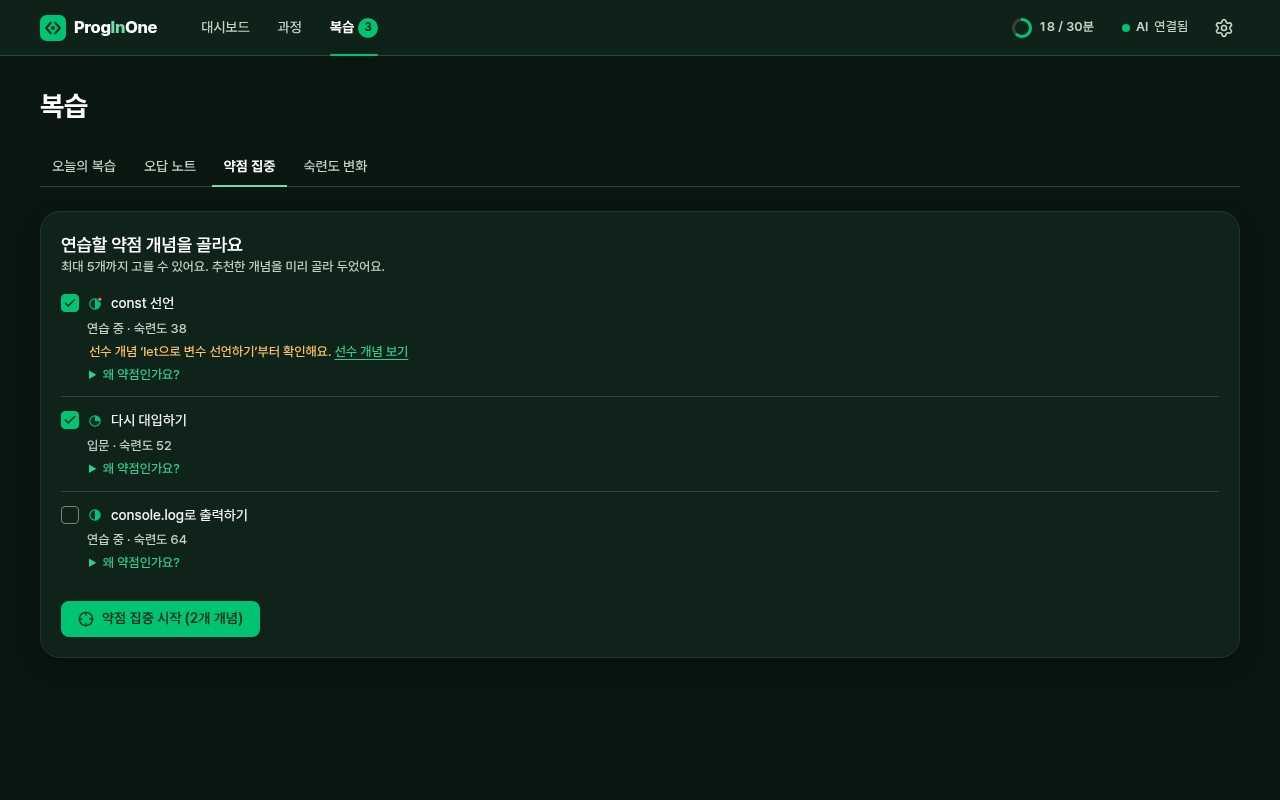 ProgInOne
대시보드
과정
복습 3
18 / 30분
AI 연결됨
복습
오늘의 복습
오답 노트
약점 집중
숙련도 변화
연습할 약점 개념을 골라요
최대 5개까지 고를 수 있어요. 추천한 개념을 미리 골라 두었어요.
const 선언
연습 중 · 숙련도 38
선수 개념 ‘let으로 변수 선언하기’부터 확인해요. 선수 개념 보기
왜 약점인가요?
다시 대입하기
입문 · 숙련도 52
왜 약점인가요?
console.log로 출력하기
연습 중 · 숙련도 64
왜 약점인가요?
약점 집중 시작 (2개 개념)